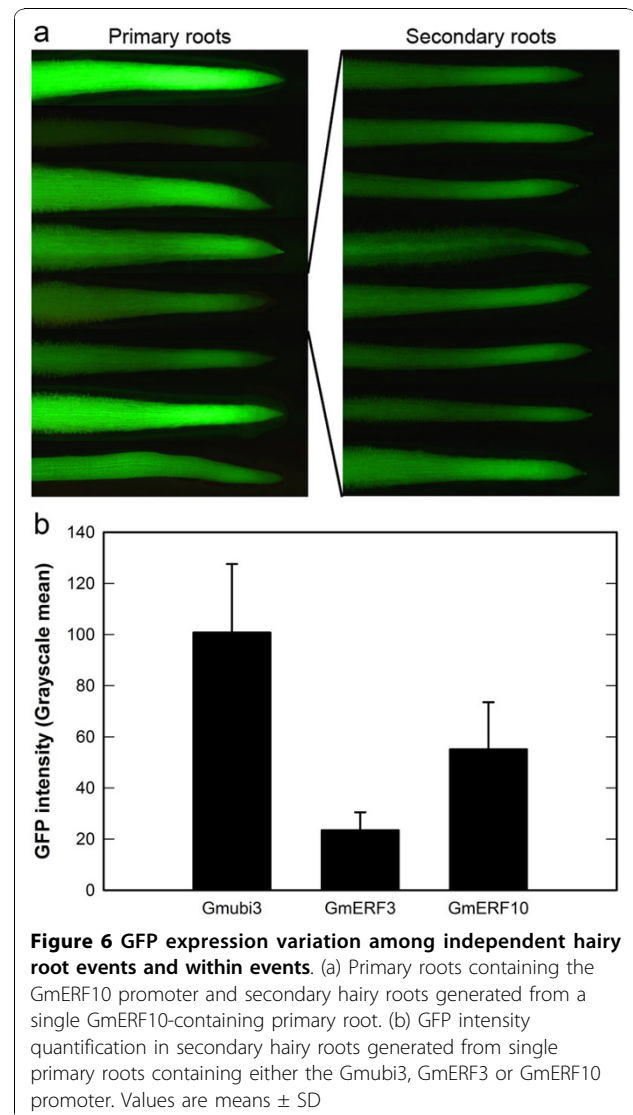 a
Primary roots Secondary roots
b
140
120
100
80
60
40
20
0
GFP intensity (Grayscale mean)
Gmubi3 GmERF3 GmERF10
Figure 6 GFP expression variation among independent hairy
root events and within events. (a) Primary roots containing the
GmERF10 promoter and secondary hairy roots generated from a
single GmERF10-containing primary root. (b) GFP intensity
quantification in secondary hairy roots generated from single
primary roots containing either the Gmubi3, GmERF3 or GmERF10
promoter. Values are means ± SD